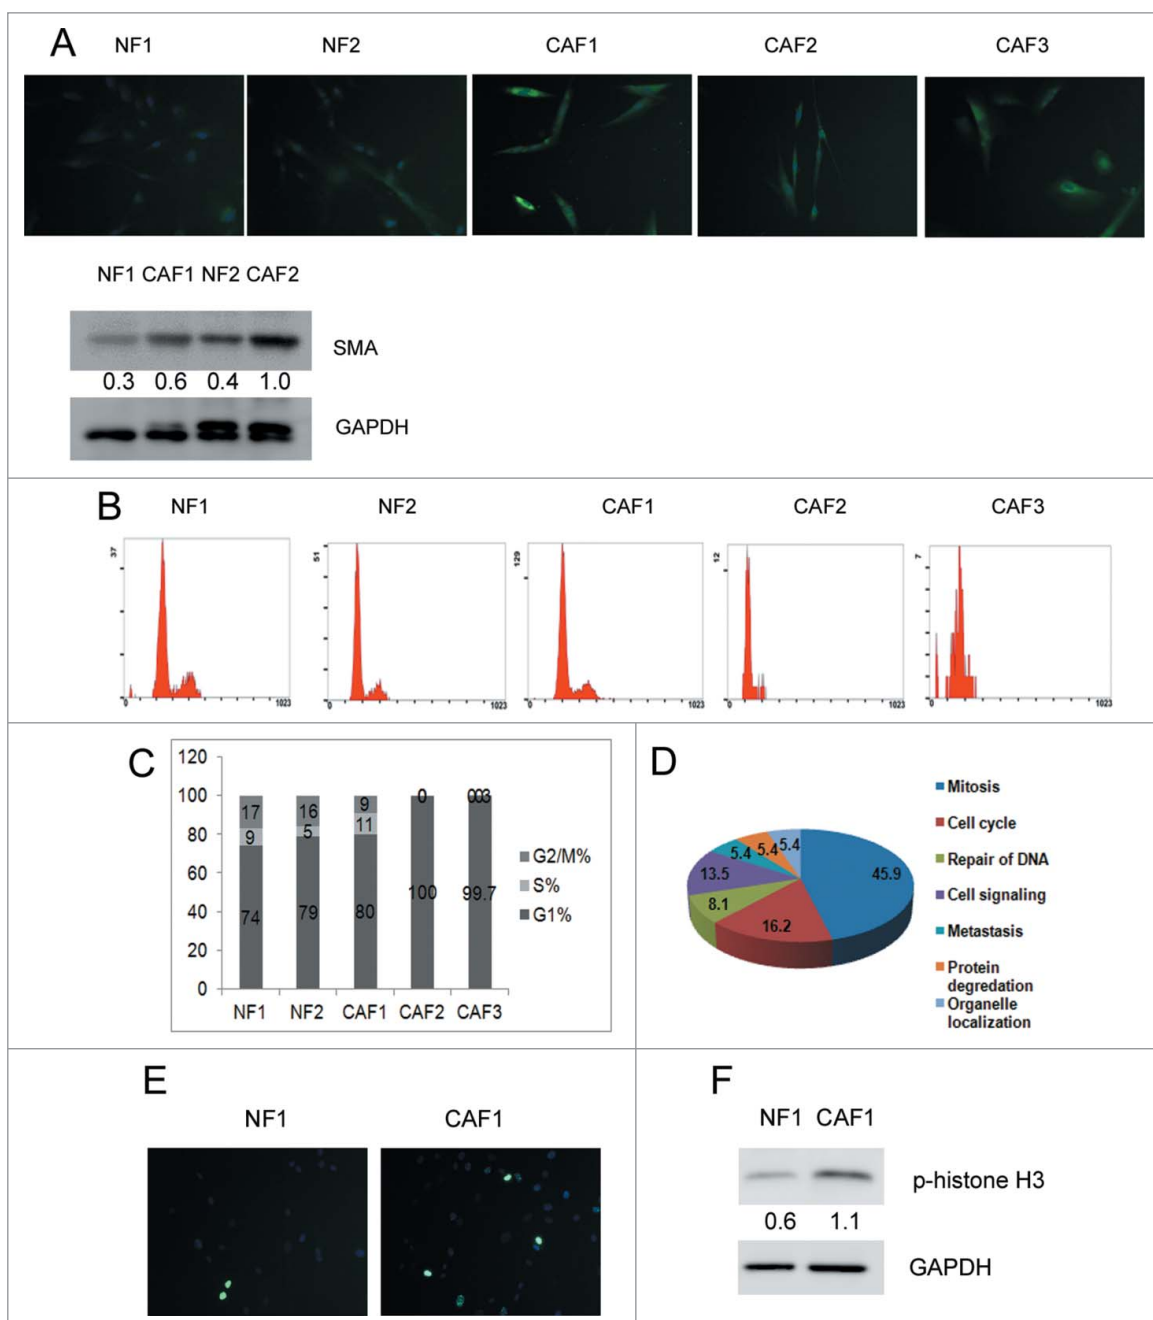 A
NF1 NF2 CAF1 CAF2 CAF3
NF1 CAF1 NF2 CAF2
SMA
0.3 0.6 0.4 1.0
GAPDH
B
NF1 NF2 CAF1 CAF2 CAF3
37 51 129 12 7
0 1023 0 1023 0 1023 0 1023 0 1023
C
120
100
80
60
40
20
0
17 16 9 0 0
9 5 11 0.3
74 79 80 100 99.7
NF1 NF2 CAF1 CAF2 CAF3
G2/M%
S%
G1%
D
45.9
16.2
8.1
13.5
5.4
5.4
5.4
Mitosis
Cell cycle
Repair of DNA
Cell signaling
Metastasis
Protein
degredation
Organelle
localization
E
NF1 CAF1
F
NF1 CAF1
p-histone H3
0.6 1.1
GAPDH